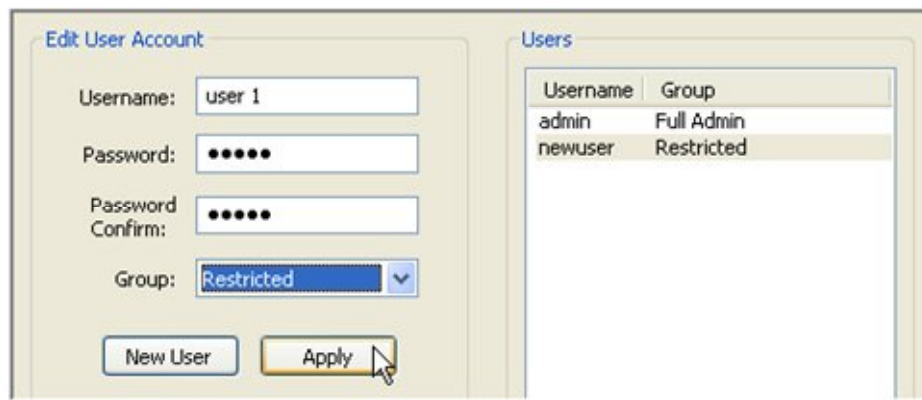 Edit User Account
Username: user 1
Password: •••••
Password
Confirm: •••••
Group: Restricted
New User Apply
Users
Username Group
admin Full Admin
newuser Restricted